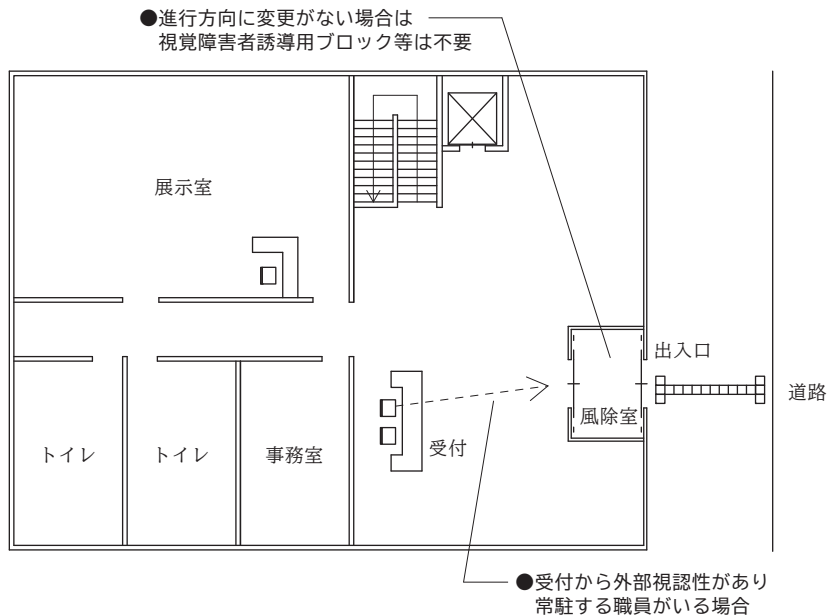 ●進行方向に変更がない場合は
視覚障害者誘導用ブロック等は不要
展示室
出入口
道路
風除室
トイレ
トイレ
事務室
受付
●受付から外部視認性があり
常駐する職員がいる場合